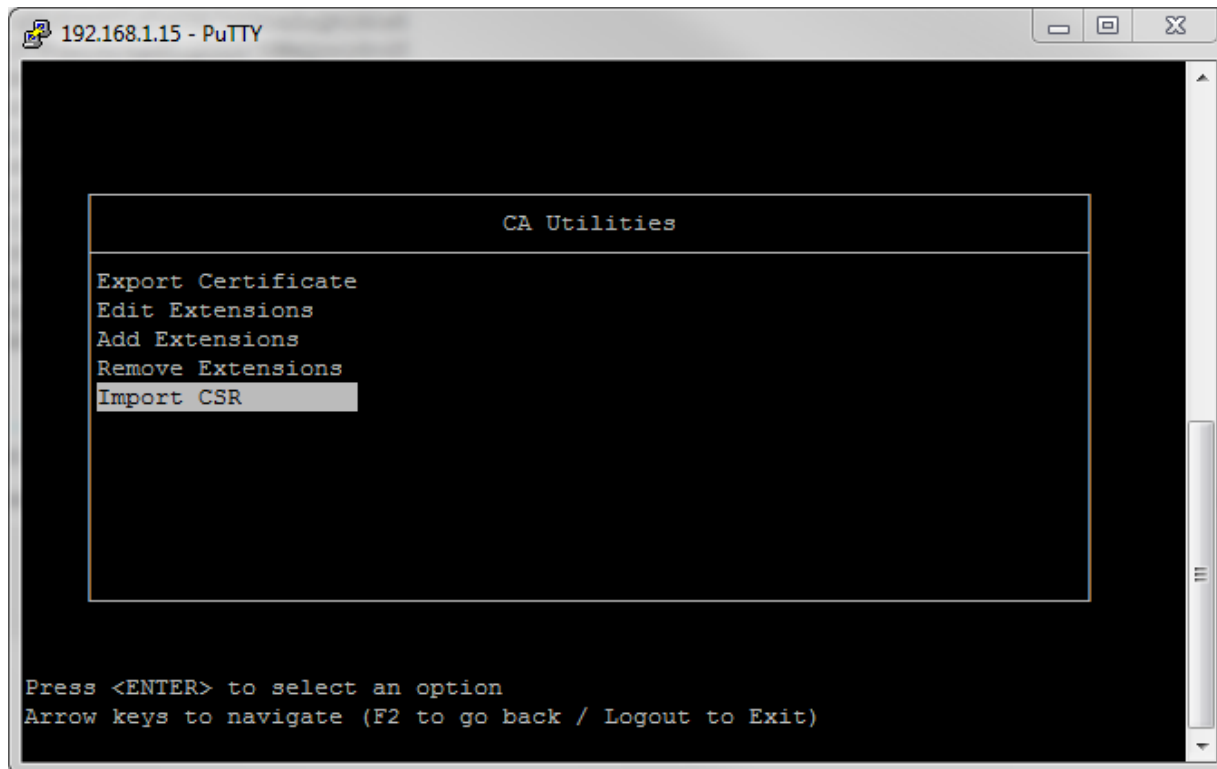 192.168.1.15 - PuTTY
CA Utilities
Export Certificate
Edit Extensions
Add Extensions
Remove Extensions
Import CSR
Press <ENTER> to select an option
Arrow keys to navigate (F2 to go back / Logout to Exit)